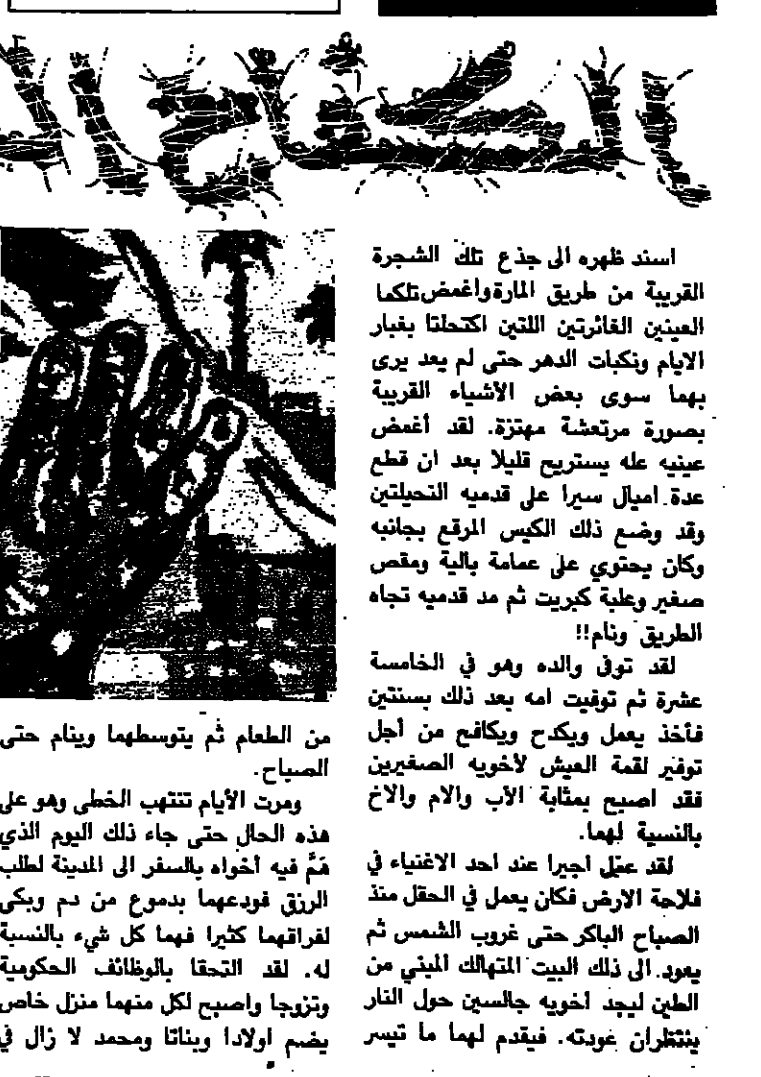 اسند ظهره الى جذع تلك الشجرة
القريبة من طريق المارة واغمض تلكما
العينين الغائرتين اللتين اكتحلتا بغبار
الايام ونكبات الدهر حتى لم يعد يرى
بهما سوى بعض الأشياء القريبة
بصورة مرتعشة مهتزة. لقد أغمض
عينيه عله يستريح قليلا بعد ان قطع
عدة اميال سيرا على قدميه النحيلتين
وقد وضع ذلك الكيس المرقع بجانبه
وكان يحتوي على عمامة بالية ومقص
صغير وعلبة كبريت ثم مد قدميه تجاه
الطريق ونام!!
لقد توفى والده وهو في الخامسة
عشرة ثم توفيت امه بعد ذلك بسنتين
فأخذ يعمل ويكدح ويكافح من أجل
توفير لقمة العيش لأخويه الصغيرين
فقد اصبح بمثابة الأب والام والاخ
بالنسبة لهما.
لقد عمل اجيرا عند احد الاغنياء في
فلاحة الارض فكان يعمل في الحقل منذ
الصباح الباكر حتى غروب الشمس ثم
يعود الى ذلك البيت المتهالك المبني من
الطين ليجد اخويه جالسين حول النار
ينتظران عودته. فيقدم لهما ما تيسر
من الطعام ثم يتوسطهما وينام حتى
الصباح.
ومرت الأيام تنتهب الخطى وهو على
هذه الحال حتى جاء ذلك اليوم الذي
هَمَّ فيه أخواه بالسفر الى المدينة لطلب
الرزق فودعهما بدموع من دم وبكى
لفراقهما كثيرا فهما كل شيء بالنسبة
له. لقد التحقا بالوظائف الحكومية
وتزوجا واصبح لكل منهما منزل خاص
يضم اولادا وبناتا ومحمد لا زال في